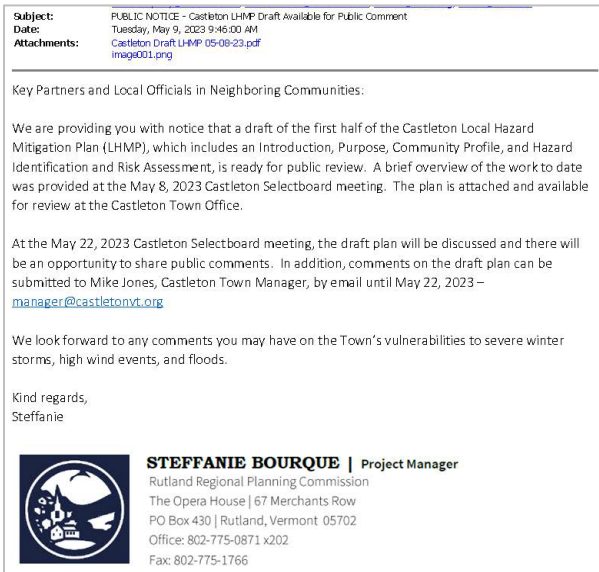 Subject: PUBLIC NOTICE - Castleton LHMP Draft Available for Public Comment
Date: Tuesday, May 9, 2023 9:46:00 AM
Attachments: Castleton Draft LHMP 05-08-23.pdf
image001.png
Key Partners and Local Officials in Neighboring Communities:
We are providing you with notice that a draft of the first half of the Castleton Local Hazard
Mitigation Plan (LHMP), which includes an Introduction, Purpose, Community Profile, and Hazard
Identification and Risk Assessment, is ready for public review.  A brief overview of the work to date
was provided at the May 8, 2023 Castleton Selectboard meeting.  The plan is attached and available
for review at the Castleton Town Office.
At the May 22, 2023 Castleton Selectboard meeting, the draft plan will be discussed and there will
be an opportunity to share public comments.  In addition, comments on the draft plan can be
submitted to Mike Jones, Castleton Town Manager, by email until May 22, 2023 –
manager@castletonvt.org
We look forward to any comments you may have on the Town's vulnerabilities to severe winter
storms, high wind events, and floods.
Kind regards,
Steffanie
STEFFANIE BOURQUE | Project Manager
Rutland Regional Planning Commission
The Opera House | 67 Merchants Row
PO Box 430 | Rutland, Vermont 05702
Office: 802-775-0871 x202
Fax: 802-775-1766